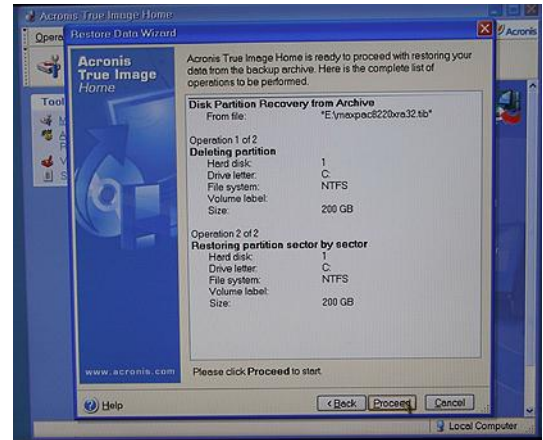 Acronis True Image Home
Opera
Acronis
Restore Data Wizard
Acronis
True Image
Home
Acronis True Image Home is ready to proceed with restoring your
data from the backup archive. Here is the complete list of
operations to be performed.
Tool
Disk Partition Recovery from Archive
From file: "E:\maxpac8220xra32.tib"
Operation 1 of 2
Deleting partition
Hard disk: 1
Drive letter: C:
File system: NTFS
Volume label:
Size: 200 GB
Operation 2 of 2
Restoring partition sector by sector
Hard disk: 1
Drive letter: C:
File system: NTFS
Volume label:
Size: 200 GB
www.acronis.com
Please click Proceed to start.
Help
< Back
Proceed
Cancel
Local Computer